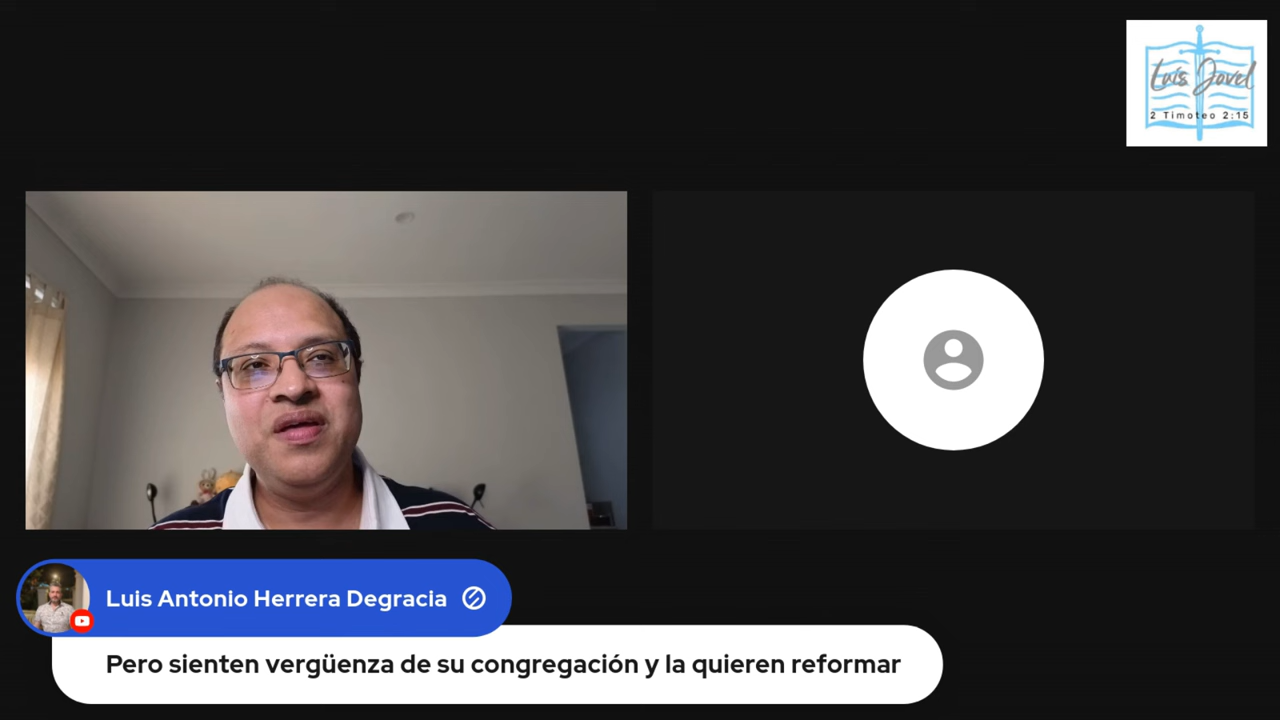 Luis Jovel
2 Timoteo 2:15
Luis Antonio Herrera Degracia
Pero sienten vergüenza de su congregación y la quieren reformar